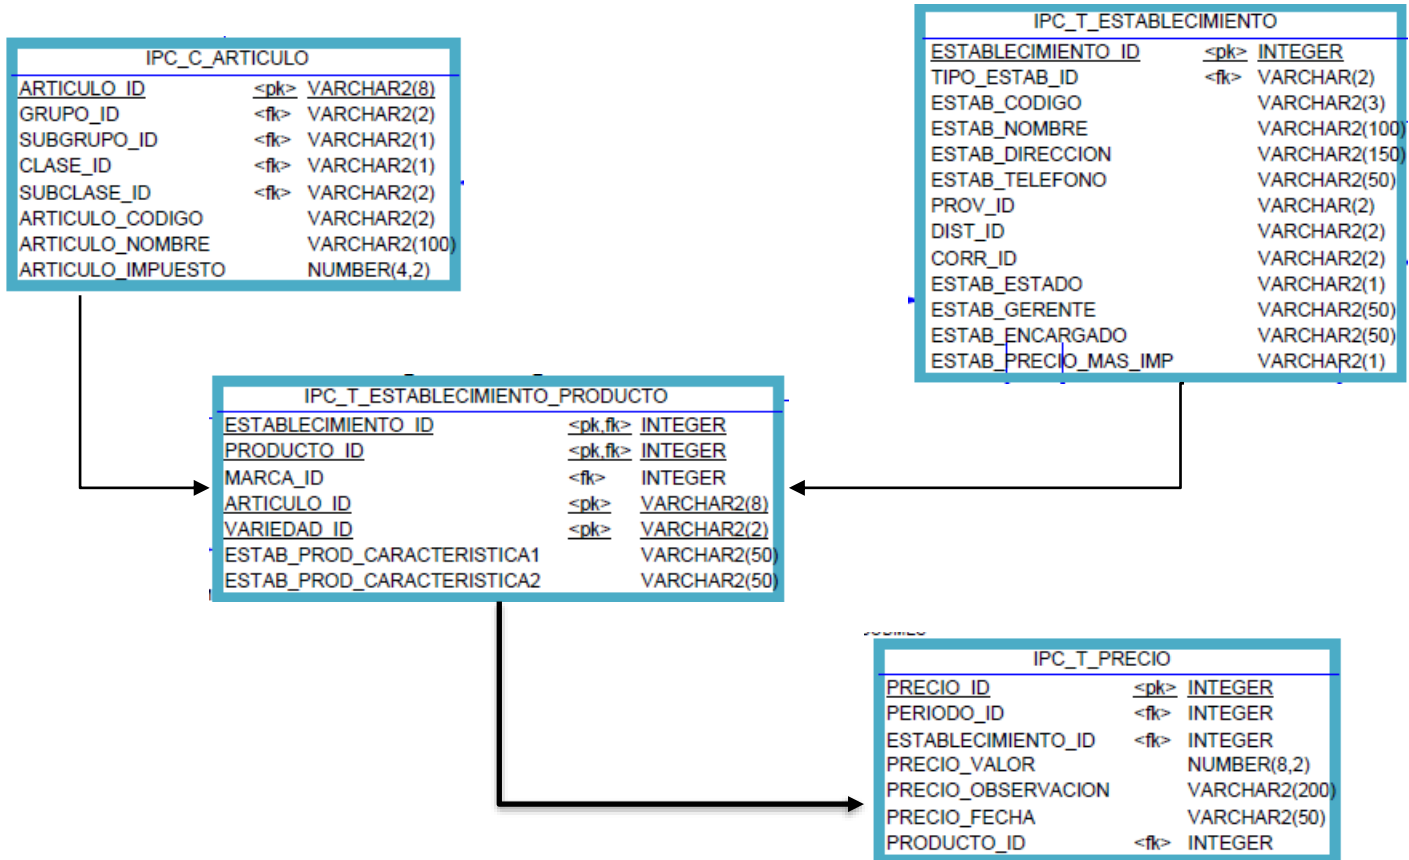 IPC_C_ARTICULO
ARTICULO_ID <pk> VARCHAR2(8)
GRUPO_ID <fk> VARCHAR2(2)
SUBGRUPO_ID <fk> VARCHAR2(1)
CLASE_ID <fk> VARCHAR2(1)
SUBCLASE_ID <fk> VARCHAR2(2)
ARTICULO_CODIGO VARCHAR2(2)
ARTICULO_NOMBRE VARCHAR2(100)
ARTICULO_IMPUESTO NUMBER(4,2)
IPC_T_ESTABLECIMIENTO
ESTABLECIMIENTO_ID <pk> INTEGER
TIPO_ESTAB_ID <fk> VARCHAR(2)
ESTAB_CODIGO VARCHAR2(3)
ESTAB_NOMBRE VARCHAR2(100)
ESTAB_DIRECCION VARCHAR2(150)
ESTAB_TELEFONO VARCHAR2(50)
PROV_ID VARCHAR(2)
DIST_ID VARCHAR2(2)
CORR_ID VARCHAR2(2)
ESTAB_ESTADO VARCHAR2(1)
ESTAB_GERENTE VARCHAR2(50)
ESTAB_ENCARGADO VARCHAR2(50)
ESTAB_PRECIO_MAS_IMP VARCHAR2(1)
IPC_T_ESTABLECIMIENTO_PRODUCTO
ESTABLECIMIENTO_ID <pk,fk> INTEGER
PRODUCTO_ID <pk,fk> INTEGER
MARCA_ID <fk> INTEGER
ARTICULO_ID <pk> VARCHAR2(8)
VARIEDAD_ID <pk> VARCHAR2(2)
ESTAB_PROD_CARACTERISTICA1 VARCHAR2(50)
ESTAB_PROD_CARACTERISTICA2 VARCHAR2(50)
IPC_T_PRECIO
PRECIO_ID <pk> INTEGER
PERIODO_ID <fk> INTEGER
ESTABLECIMIENTO_ID <fk> INTEGER
PRECIO_VALOR NUMBER(8,2)
PRECIO_OBSERVACION VARCHAR2(200)
PRECIO_FECHA VARCHAR2(50)
PRODUCTO_ID <fk> INTEGER